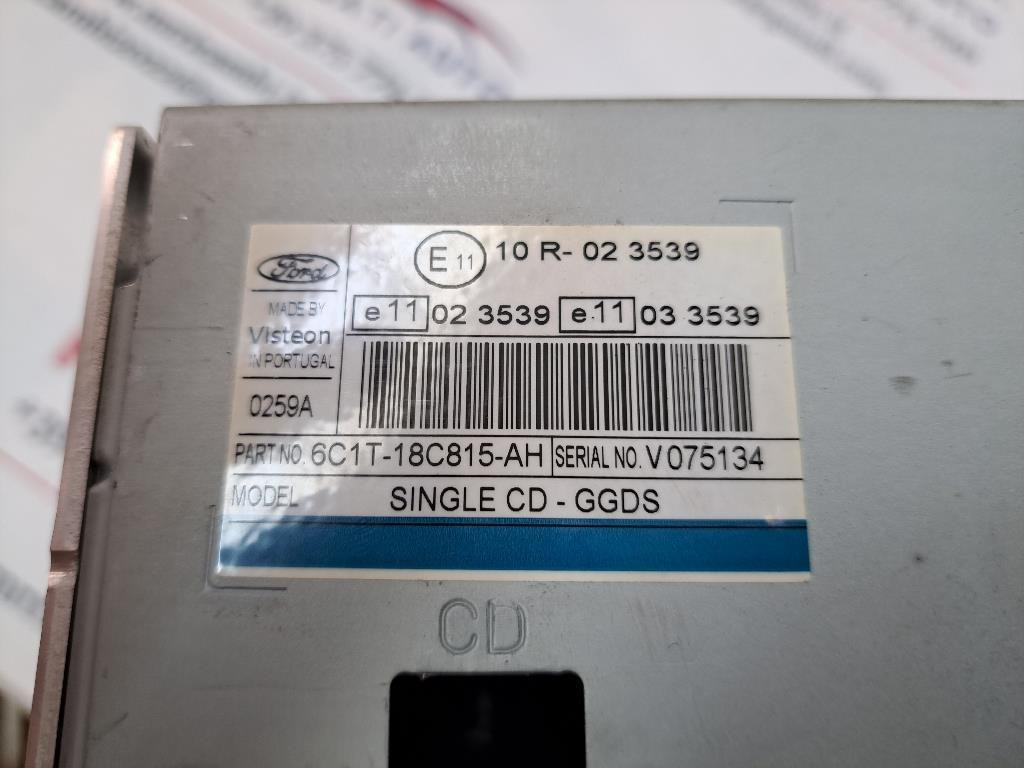 E 11 10 R- 02 3539
Ford
MADE BY
Visteon
IN PORTUGAL
e 11 02 3539 e.11 03 3539
0259A
PART NO. 6C1T-18C815-AH SERIAL NO. V075134
MODEL SINGLE CD - GGDS
CD